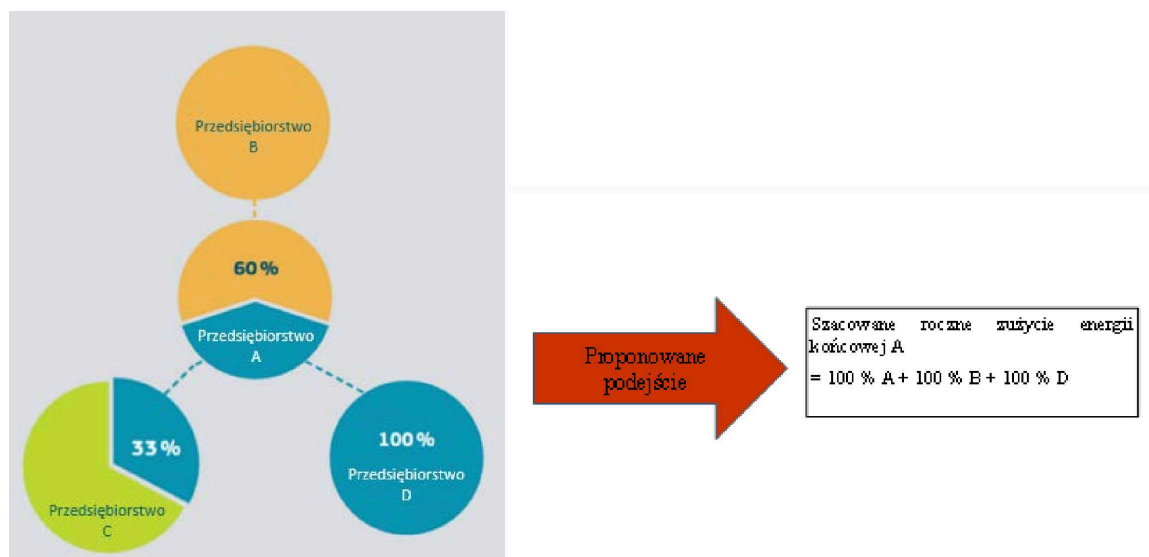 Przedsiębiorstwo
B
60 %
Przedsiębiorstwo
A
33 %
Przedsiębiorstwo
C
100 %
Przedsiębiorstwo
D
Proponowane
podejście
Szacowane roczne zużycie energii
końcowej A
= 100 % A + 100 % B + 100 % D